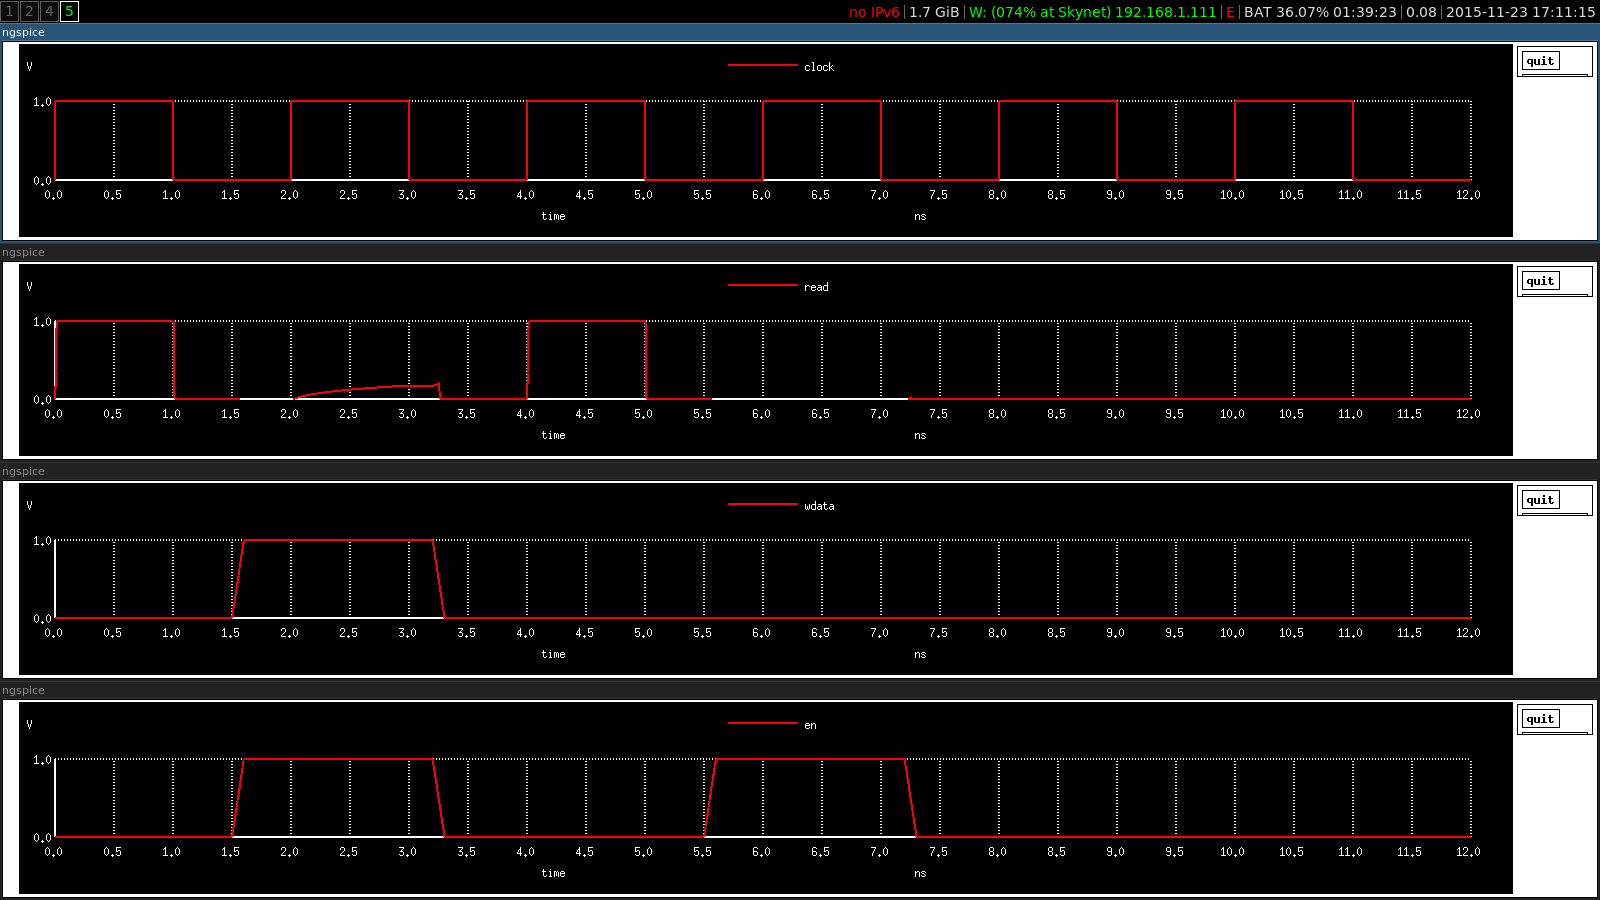 1 2 4 5 no IPv6 | 1.7 GiB | W: (074% at Skynet) 192.168.1.111 | E | BAT 36.07% 01:39:23 | 0.08 | 2015-11-23 17:11:15
ngspice
V clock quit
1.0
0.0
0.0 0.5 1.0 1.5 2.0 2.5 3.0 3.5 4.0 4.5 5.0 5.5 6.0 6.5 7.0 7.5 8.0 8.5 9.0 9.5 10.0 10.5 11.0 11.5 12.0
time ns
ngspice
V read quit
1.0
0.0
0.0 0.5 1.0 1.5 2.0 2.5 3.0 3.5 4.0 4.5 5.0 5.5 6.0 6.5 7.0 7.5 8.0 8.5 9.0 9.5 10.0 10.5 11.0 11.5 12.0
time ns
ngspice
V wdata quit
1.0
0.0
0.0 0.5 1.0 1.5 2.0 2.5 3.0 3.5 4.0 4.5 5.0 5.5 6.0 6.5 7.0 7.5 8.0 8.5 9.0 9.5 10.0 10.5 11.0 11.5 12.0
time ns
ngspice
V en quit
1.0
0.0
0.0 0.5 1.0 1.5 2.0 2.5 3.0 3.5 4.0 4.5 5.0 5.5 6.0 6.5 7.0 7.5 8.0 8.5 9.0 9.5 10.0 10.5 11.0 11.5 12.0
time ns